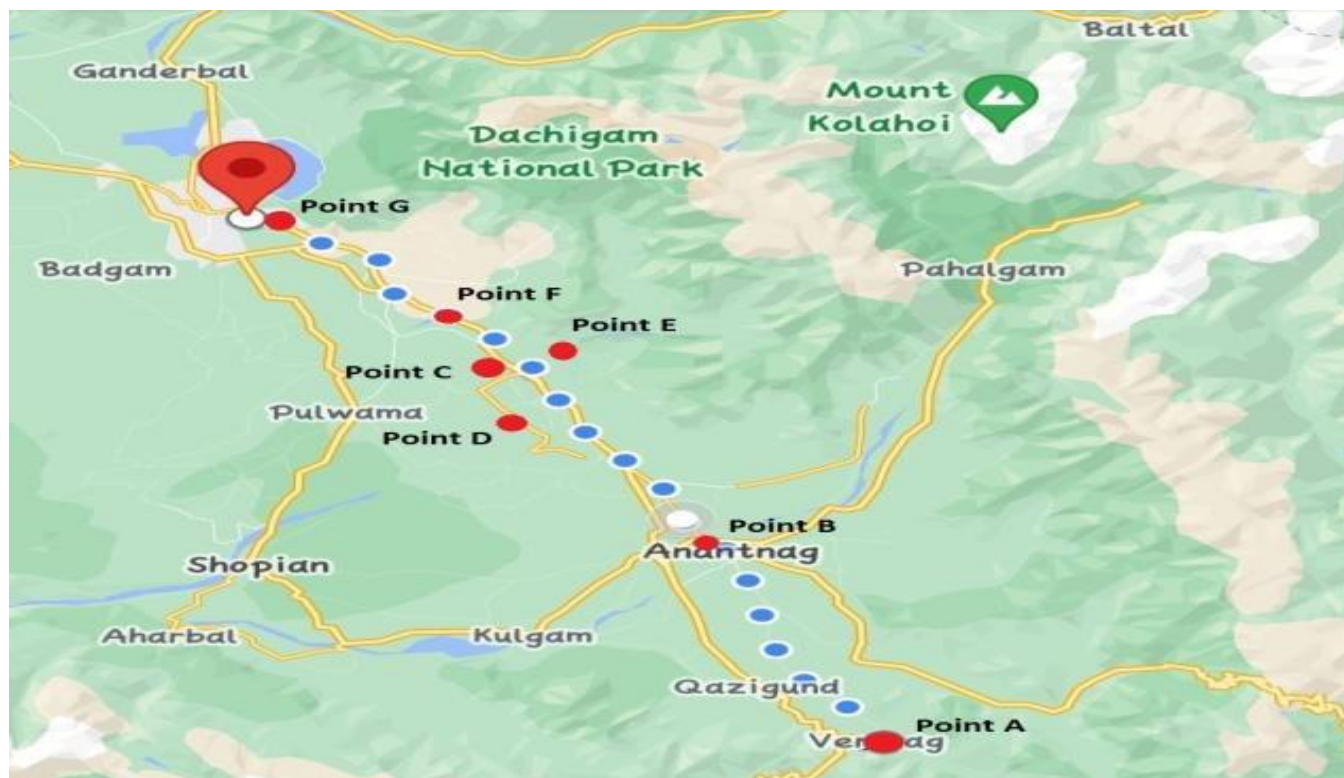 Baltal
Ganderbal
Mount
Kolahoi
Dachigam
National Park
Point G
Badgam
Pahalgam
Point F
Point E
Point C
Pulwama
Point D
Point B
Anantnag
Shopian
Aharbal
Kulgam
Qazigund
Point A